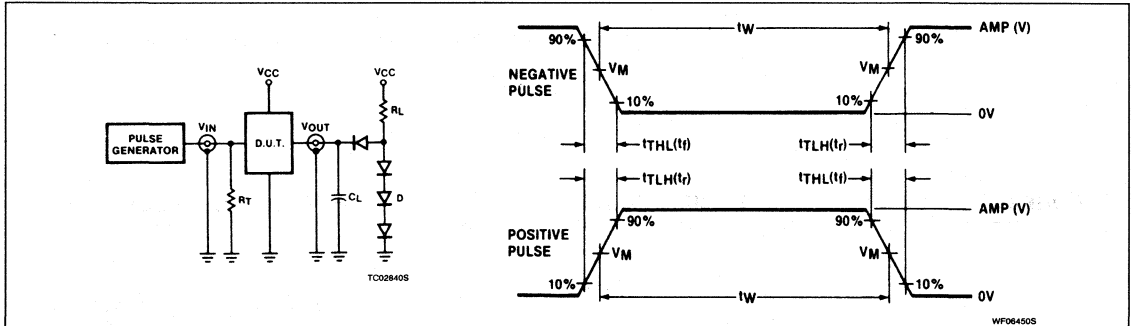 VCC
VCC
RL
PULSE
GENERATOR
VIN
D.U.T.
VOUT
RT
CL
D
TC02840S
tW
AMP (V)
90%
90%
NEGATIVE
PULSE
VM
VM
10%
10%
0V
tTHL(tf)
tTLH(tr)
tTLH(tr)
tTHL(tf)
AMP (V)
90%
90%
POSITIVE
PULSE
VM
VM
10%
10%
tW
0V
WF06450S